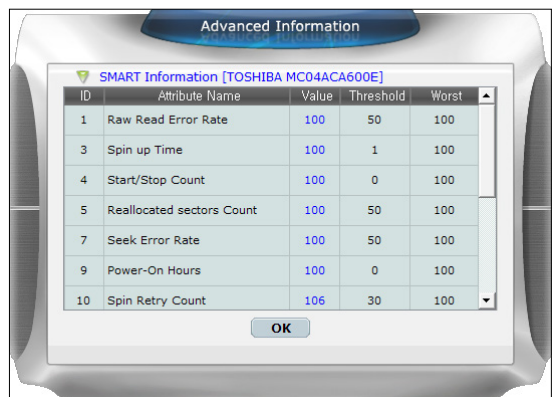 Advanced Information
SMART Information [TOSHIBA MC04ACA600E]
ID Attribute Name Value Threshold Worst
1 Raw Read Error Rate 100 50 100
3 Spin up Time 100 1 100
4 Start/Stop Count 100 0 100
5 Reallocated sectors Count 100 50 100
7 Seek Error Rate 100 50 100
9 Power-On Hours 100 0 100
10 Spin Retry Count 106 30 100
OK